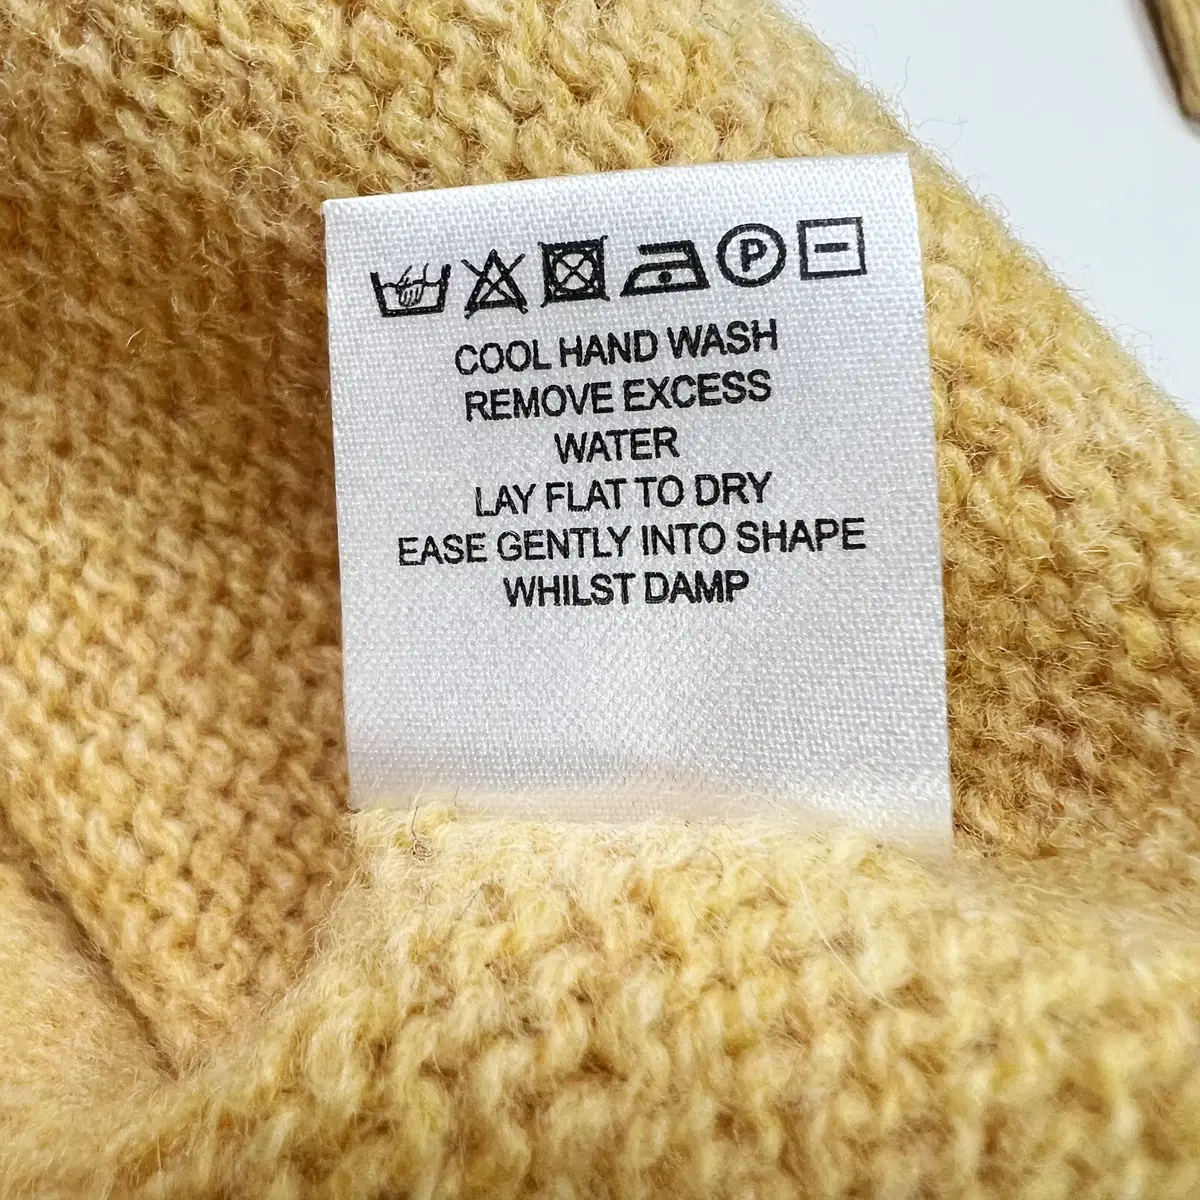 P
COOL HAND WASH
REMOVE EXCESS
WATER
LAY FLAT TO DRY
EASE GENTLY INTO SHAPE
WHILST DAMP